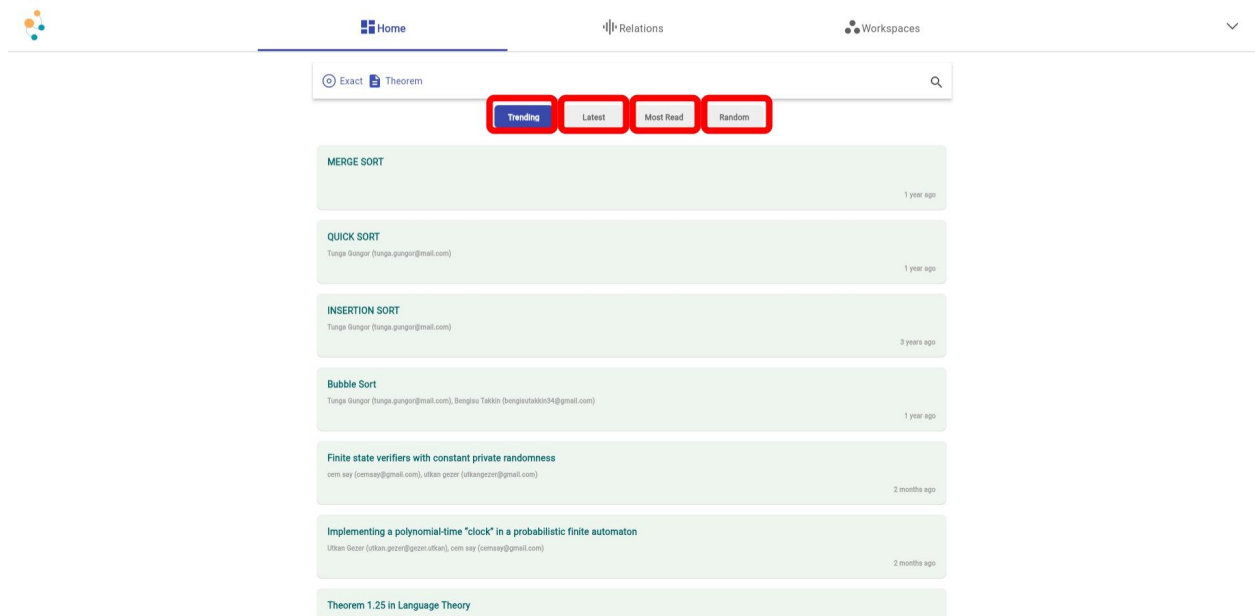 Home
Relations
Workspaces
Exact Theorem
Trending Latest Most Read Random
MERGE SORT
1 year ago
QUICK SORT
Tunga Gungor (tunga.gungor@mail.com)
1 year ago
INSERTION SORT
Tunga Gungor (tunga.gungor@mail.com)
3 years ago
Bubble Sort
Tunga Gungor (tunga.gungor@mail.com), Bengisu Takkin (bengisutakkin34@gmail.com)
1 year ago
Finite state verifiers with constant private randomness
cem say (cemsay@gmail.com), utkan gezer (utkangezer@gmail.com)
2 months ago
Implementing a polynomial-time “clock” in a probabilistic finite automaton
Utkan Gezer (utkan.gezer@gezer.utkan), cem say (cemsay@gmail.com)
2 months ago
Theorem 1.25 in Language Theory